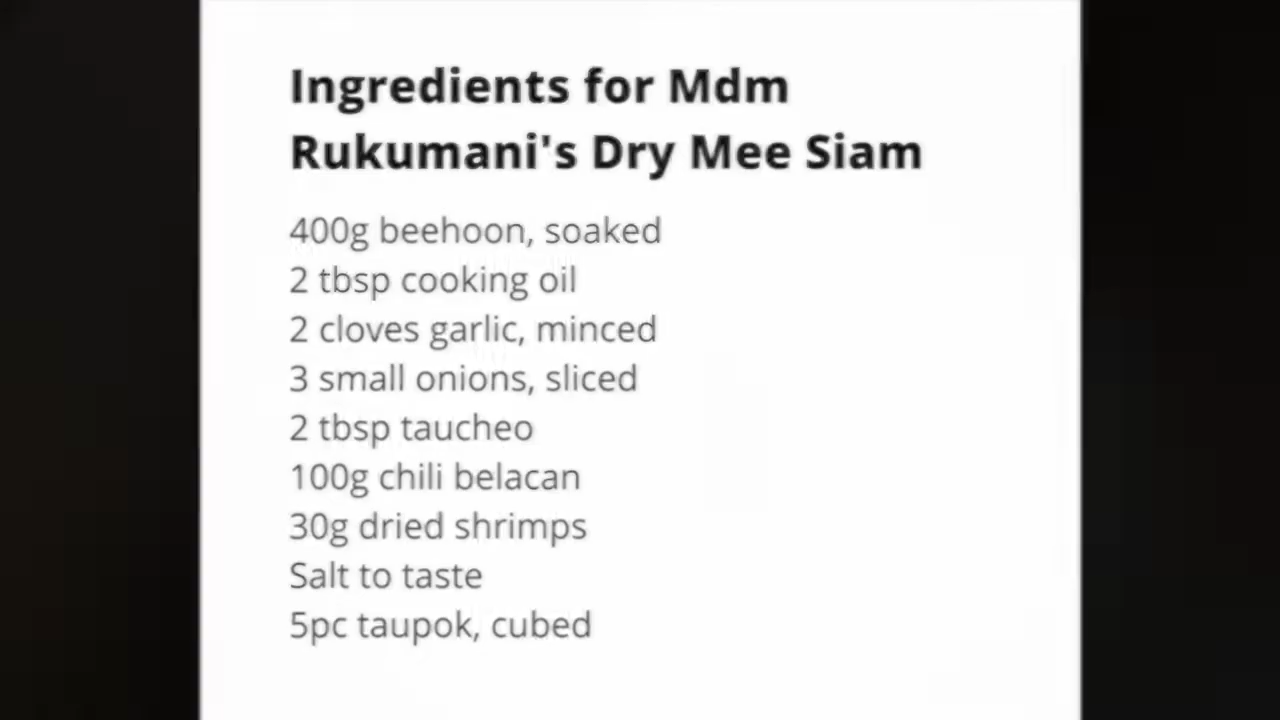 Ingredients for Mdm
Rukumani's Dry Mee Siam
400g beehoon, soaked
2 tbsp cooking oil
2 cloves garlic, minced
3 small onions, sliced
2 tbsp taucheo
100g chili belacan
30g dried shrimps
Salt to taste
5pc taupok, cubed